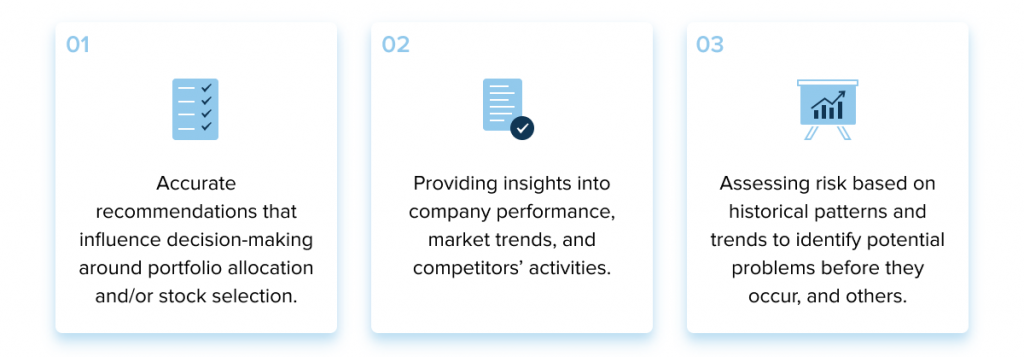 01
Accurate
recommendations that
influence decision-making
around portfolio allocation
and/or stock selection.
02
Providing insights into
company performance,
market trends, and
competitors’ activities.
03
Assessing risk based on
historical patterns and
trends to identify potential
problems before they
occur, and others.